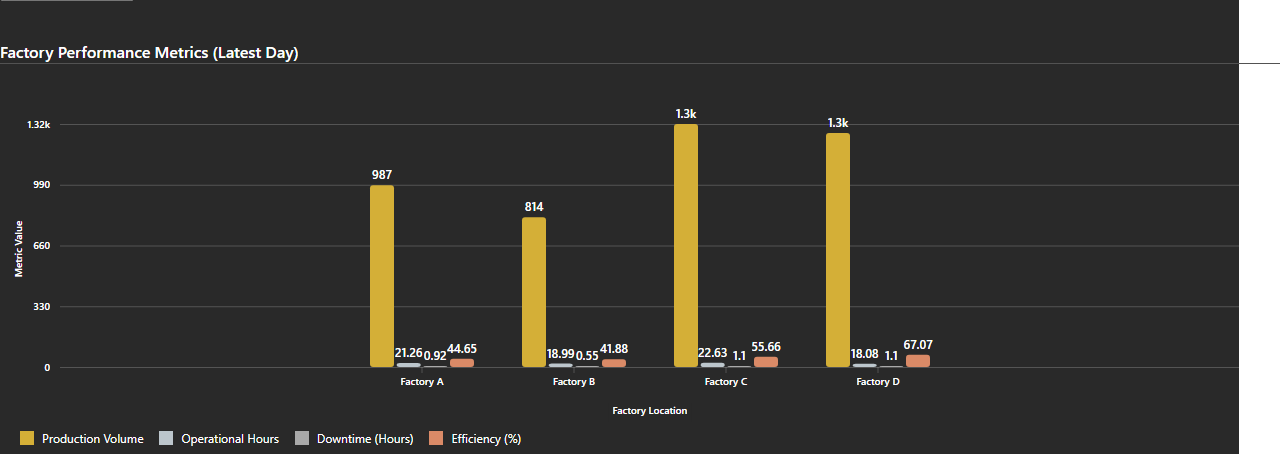 Factory Performance Metrics (Latest Day)
1.32k
990
660
330
0
Metric Value
987
21.26
0.92
44.65
814
18.99
0.55
41.88
1.3k
22.63
1.1
55.66
1.3k
18.08
1.1
67.07
Factory A
Factory B
Factory C
Factory D
Factory Location
Production Volume
Operational Hours
Downtime (Hours)
Efficiency (%)